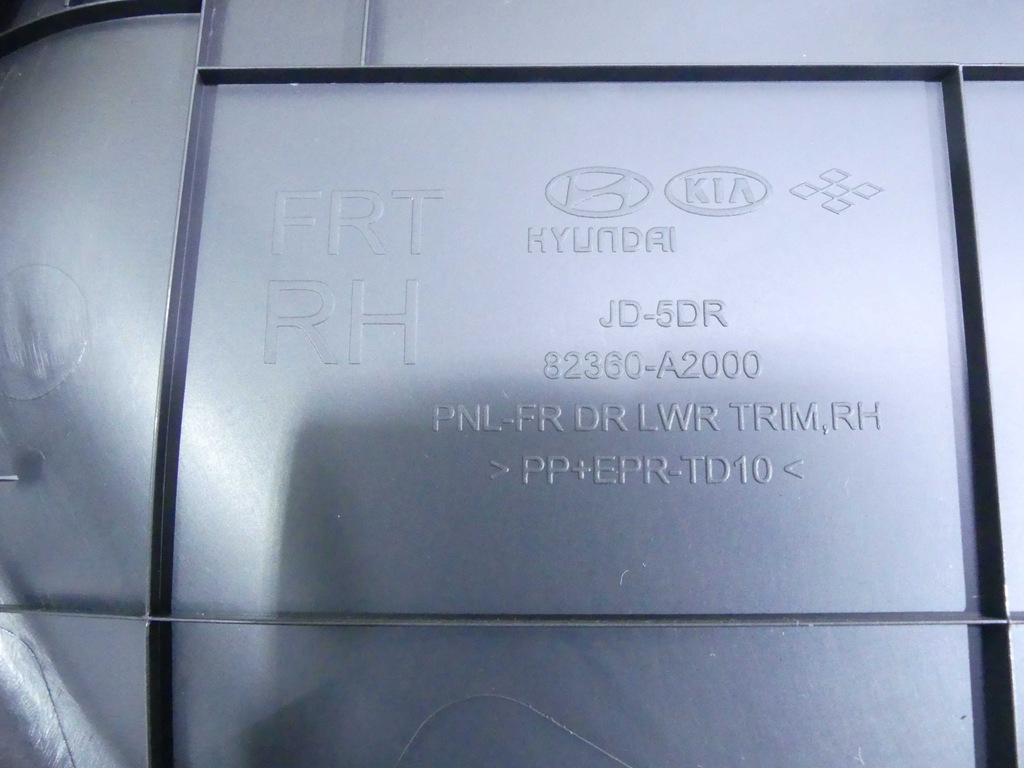 FRT
RH
KIA
HYUNDAI
JD-5DR
82360-A2000
PNL-FR DR LWR TRIM,RH
> PP+EPR-TD10 <